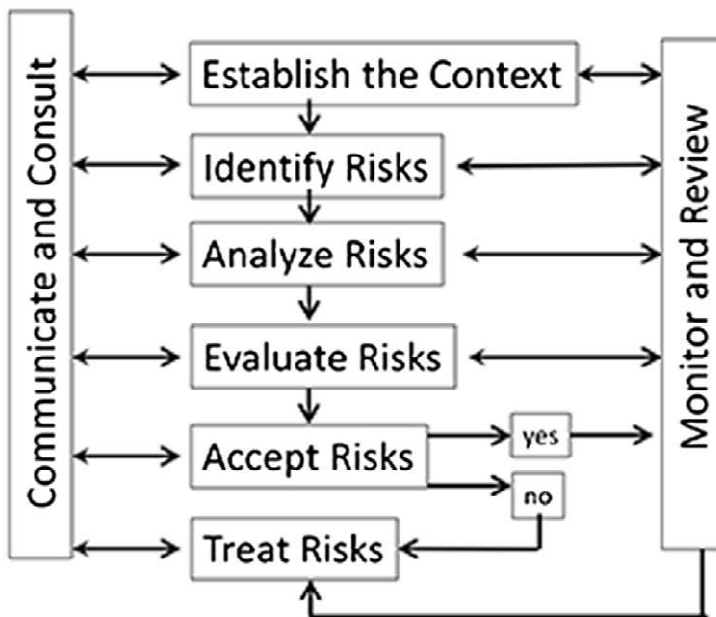 Communicate and Consult
Establish the Context
Identify Risks
Analyze Risks
Evaluate Risks
Accept Risks
yes
no
Treat Risks
Monitor and Review